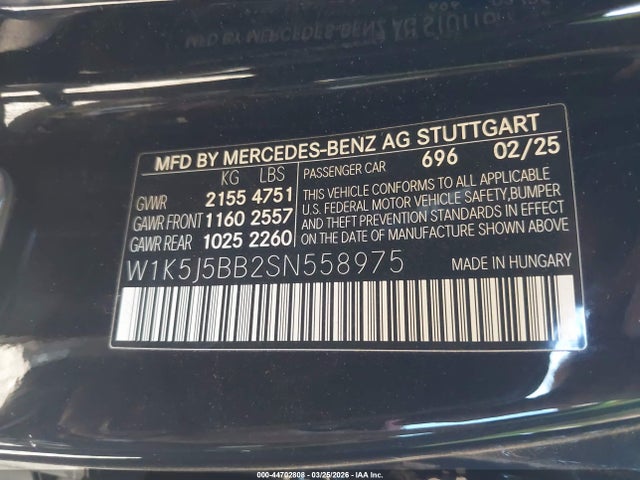 MFD BY MERCEDES-BENZ AG STUTTGART
KG LBS PASSENGER CAR 696 02/25
GVWR 2155 4751
GAWR FRONT 1160 2557
GAWR REAR 1025 2260
THIS VEHICLE CONFORMS TO ALL APPLICABLE
U.S. FEDERAL MOTOR VEHICLE SAFETY, BUMPER
AND THEFT PREVENTION STANDARDS IN EFFECT
ON THE DATE OF MANUFACTURE SHOWN ABOVE
W1K5J5BB2SN558975 MADE IN HUNGARY
000-44702808 - 03/25/2026 - IAA Inc.